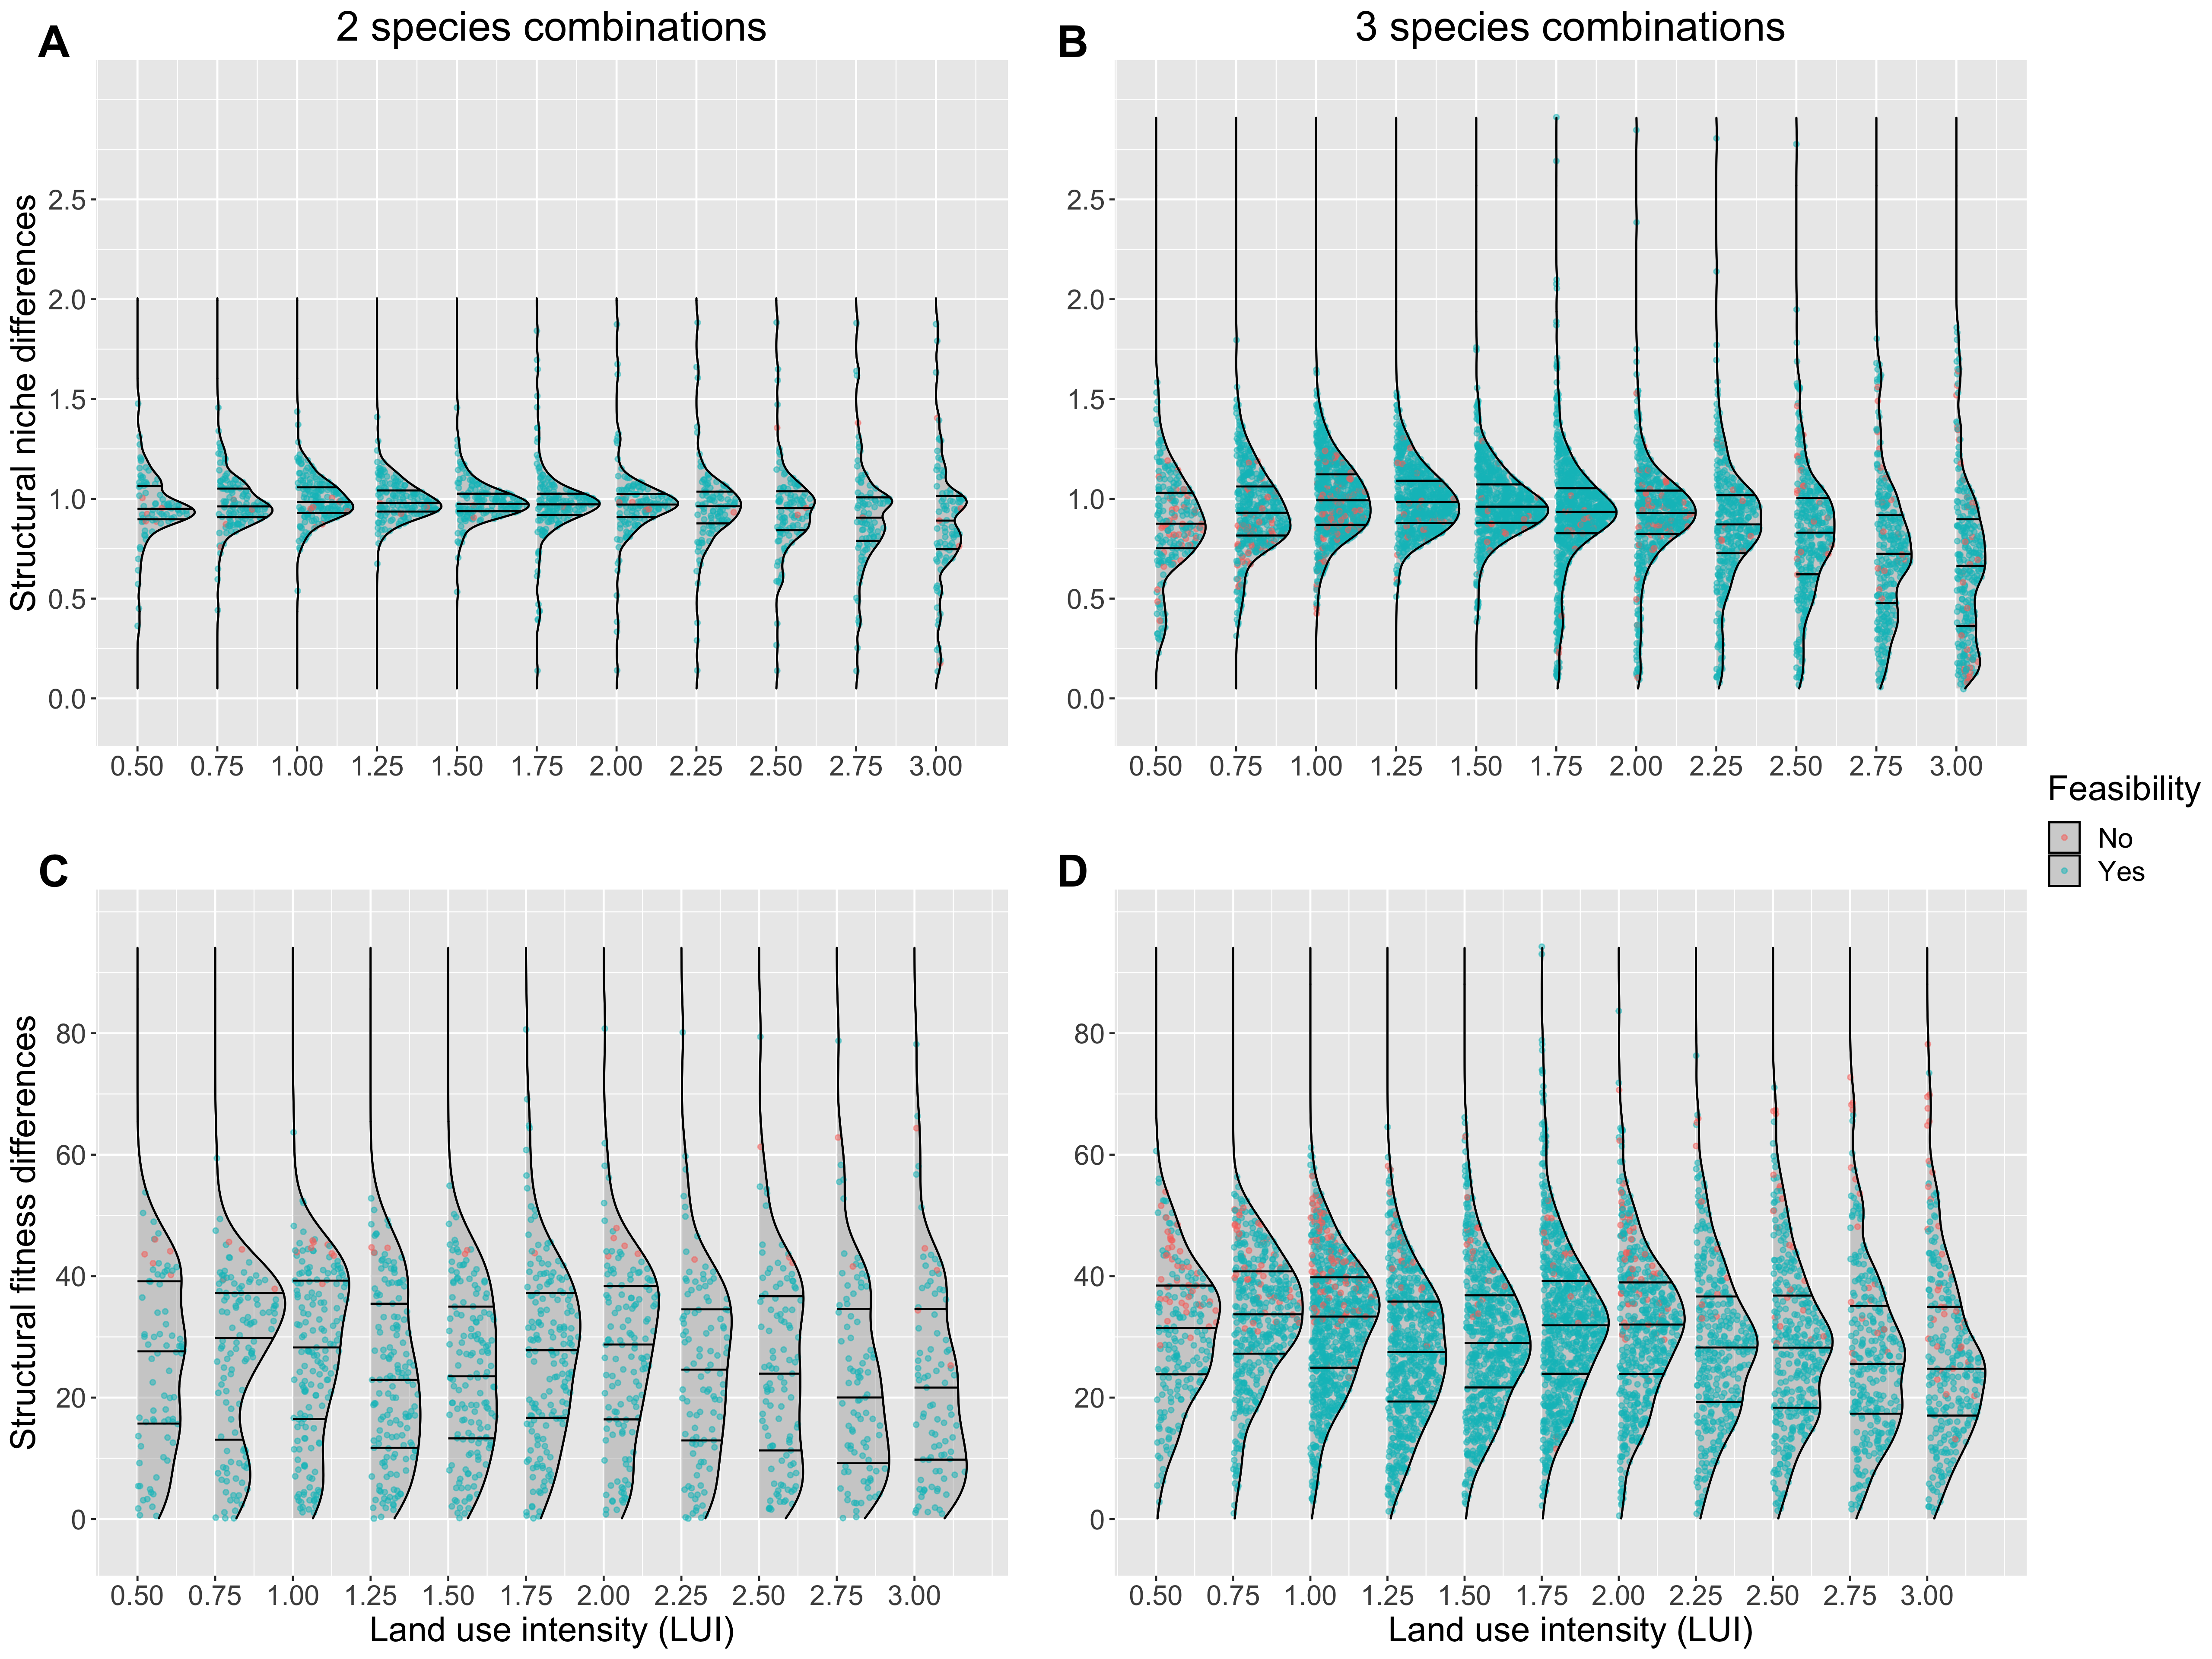 A
2 species combinations
B
3 species combinations
Structural niche differences
2.5
2.0
1.5
1.0
0.5
0.0
0.50 0.75 1.00 1.25 1.50 1.75 2.00 2.25 2.50 2.75 3.00
2.5
2.0
1.5
1.0
0.5
0.0
0.50 0.75 1.00 1.25 1.50 1.75 2.00 2.25 2.50 2.75 3.00
Feasibility
No
Yes
C
D
Structural fitness differences
80
60
40
20
0
0.50 0.75 1.00 1.25 1.50 1.75 2.00 2.25 2.50 2.75 3.00
Land use intensity (LUI)
80
60
40
20
0
0.50 0.75 1.00 1.25 1.50 1.75 2.00 2.25 2.50 2.75 3.00
Land use intensity (LUI)